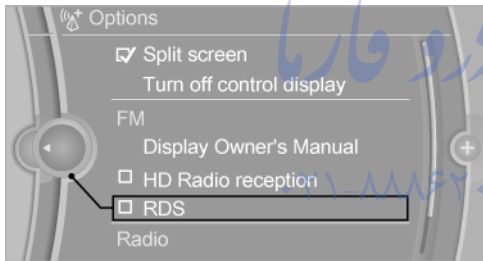 Options
Split screen
Turn off control display
FM
Display Owner's Manual
HD Radio reception
RDS
Radio